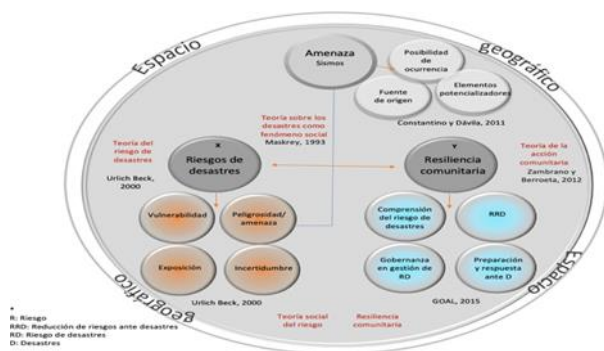 Espacio
geográfico
Amenaza
Sismos
Posibilidad
de
ocurrencia
Fuente
de origen
Elementos
potencializadores
Constantino y Dávila, 2011
Teoría sobre los
desastres como
fenómeno social
Maskrey, 1993
Teoría del
riesgo de
desastres
Urlich Beck,
2000
X
Riesgos de
desastres
Y
Resiliencia
comunitaria
Teoría de la
acción
comunitaria
Zambrano y
Berroeta, 2012
Vulnerabilidad
Peligrosidad/
amenaza
Exposición
Incertidumbre
Urlich Beck, 2000
Comprensión
del riesgo de
desastres
RRD
Gobernanza
en gestión de
RD
Preparación
y respuesta
ante D
GOAL, 2015
geográfico
Espacio
Teoría social
del riesgo
Resiliencia
comunitaria
*
R: Riesgo
RRD: Reducción de riesgos ante desastres
RD: Riesgo de desastres
D: Desastres